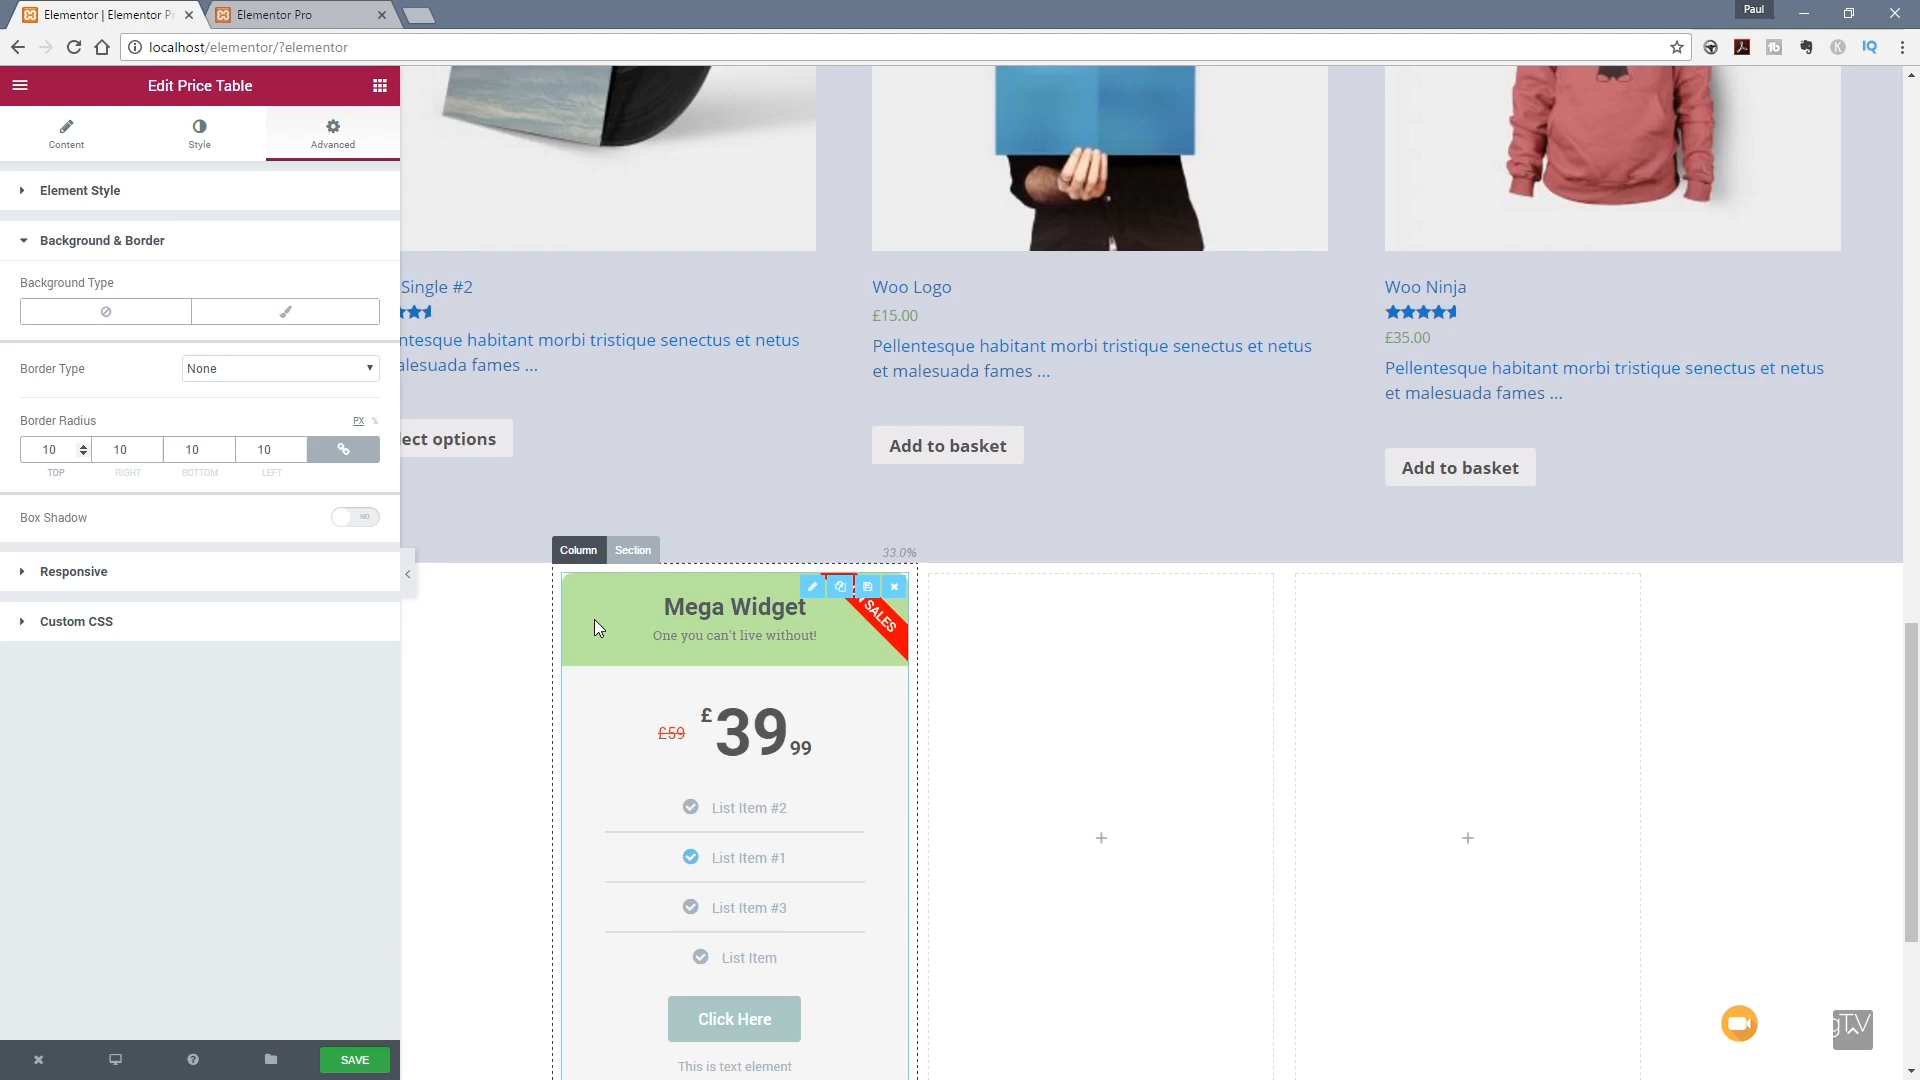 Elementor | Elementor P
Elementor Pro
Paul
localhost/elementor/?elementor
Edit Price Table
Content
Style
Advanced
Element Style
Background & Border
Background Type
Border Type
None
Border Radius
PX %
10 10 10 10
TOP RIGHT BOTTOM LEFT
Box Shadow
NO
Responsive
Custom CSS
SAVE
Single #2
ntesque habitant morbi tristique senectus et netus
alesuada fames ...
lect options
Woo Logo
£15.00
Pellentesque habitant morbi tristique senectus et netus
et malesuada fames ...
Add to basket
Woo Ninja
£35.00
Pellentesque habitant morbi tristique senectus et netus
et malesuada fames ...
Add to basket
Column
Section
33.0%
Mega Widget
One you can't live without!
SALES
£59
£39 99
List Item #2
List Item #1
List Item #3
List Item
Click Here
This is text element
gTV